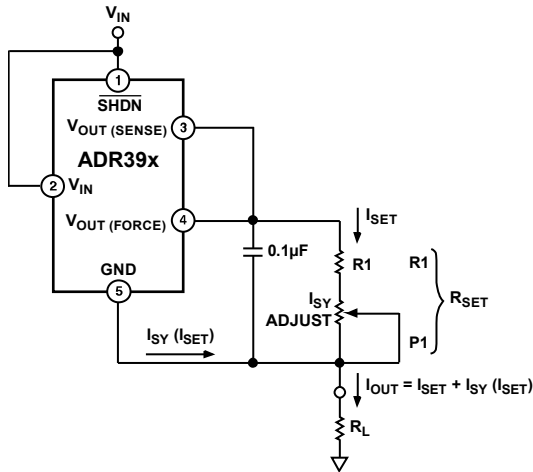 VIN
1
SHDN
VOUT (SENSE)
3
ADR39x
2
VIN
VOUT (FORCE)
4
ISET
GND
5
0.1µF
R1
R1
ISY
ADJUST
RSET
P1
ISY (ISET)
IOUT = ISET + ISY (ISET)
RL